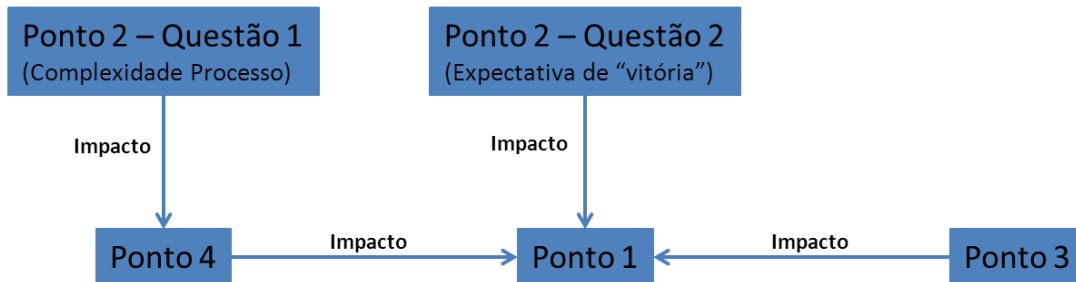 Ponto 2 – Questão 1
(Complexidade Processo)
Ponto 2 – Questão 2
(Expectativa de “vitória”)
Impacto
Impacto
Ponto 4
Impacto
Ponto 1
Impacto
Ponto 3